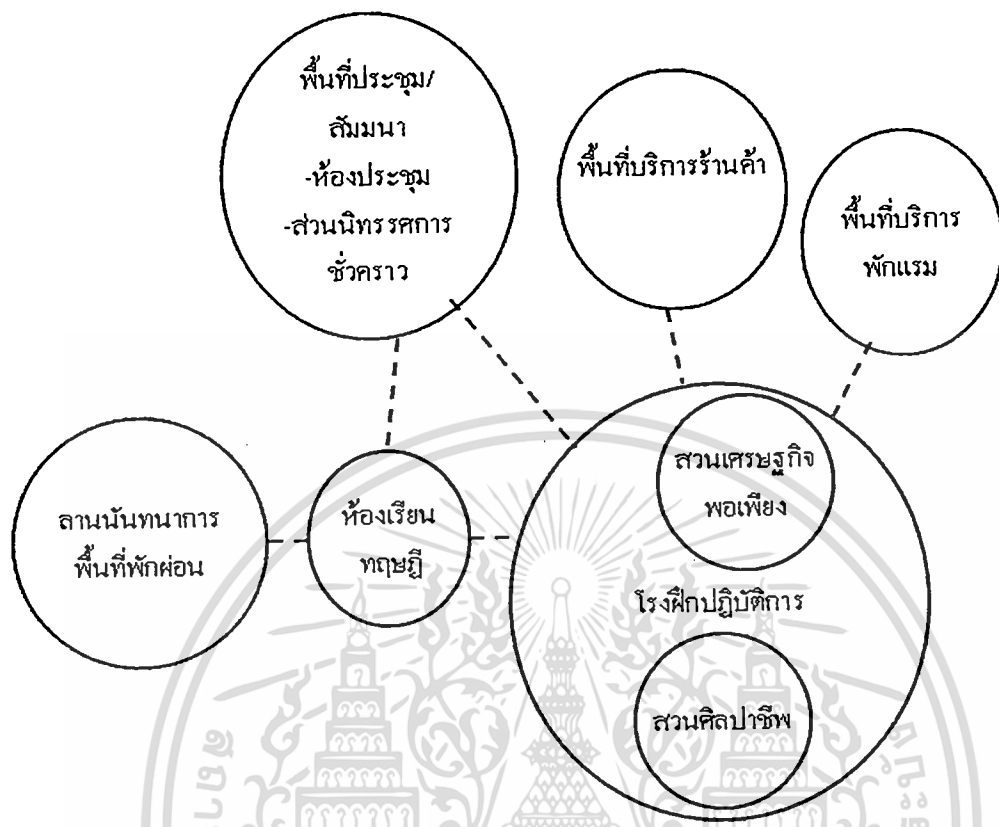 พื้นที่ประชุม/
สัมมนา
-ห้องประชุม
-ส่วนนิทรรศการ
ชั่วคราว
พื้นที่บริการร้านค้า
พื้นที่บริการ
พักแรม
สวนเศรษฐกิจ
พอเพียง
ลานนันทนาการ
พื้นที่พักผ่อน
ห้องเรียน
ทฤษฎี
โรงฝึกปฏิบัติการ
สวนศิลปาชีพ